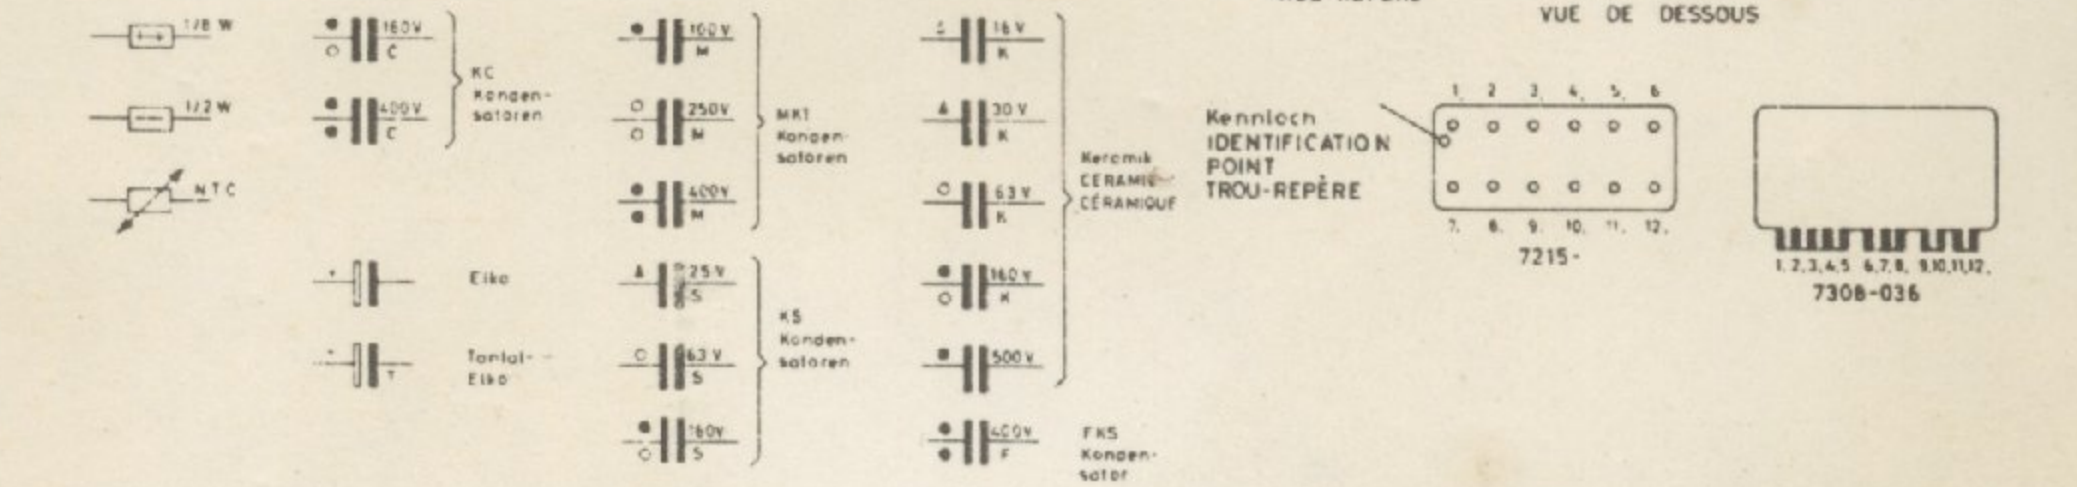 VUE DE DESSOUS
1/8 W
1/2 W
NTC
160V
C
400V
C
KC
Konden-
satoren
Elko
T
Tantal-
Elko
100V
M
250V
M
400V
M
MKT
Konden-
satoren
25V
S
63V
S
160V
S
KS
Konden-
satoren
16V
K
30V
K
63V
K
160V
K
500V
Keramik
CERAMIC
CÉRAMIQUE
400V
F
FKS
Konden-
sator
Kennloch
IDENTIFICATION
POINT
TROU-REPÈRE
1. 2 3. 4. 5. 6
7. 8. 9. 10. 11. 12.
7215-
1.2,3,4,5 6,7,8, 9,10,11,12.
7308-036